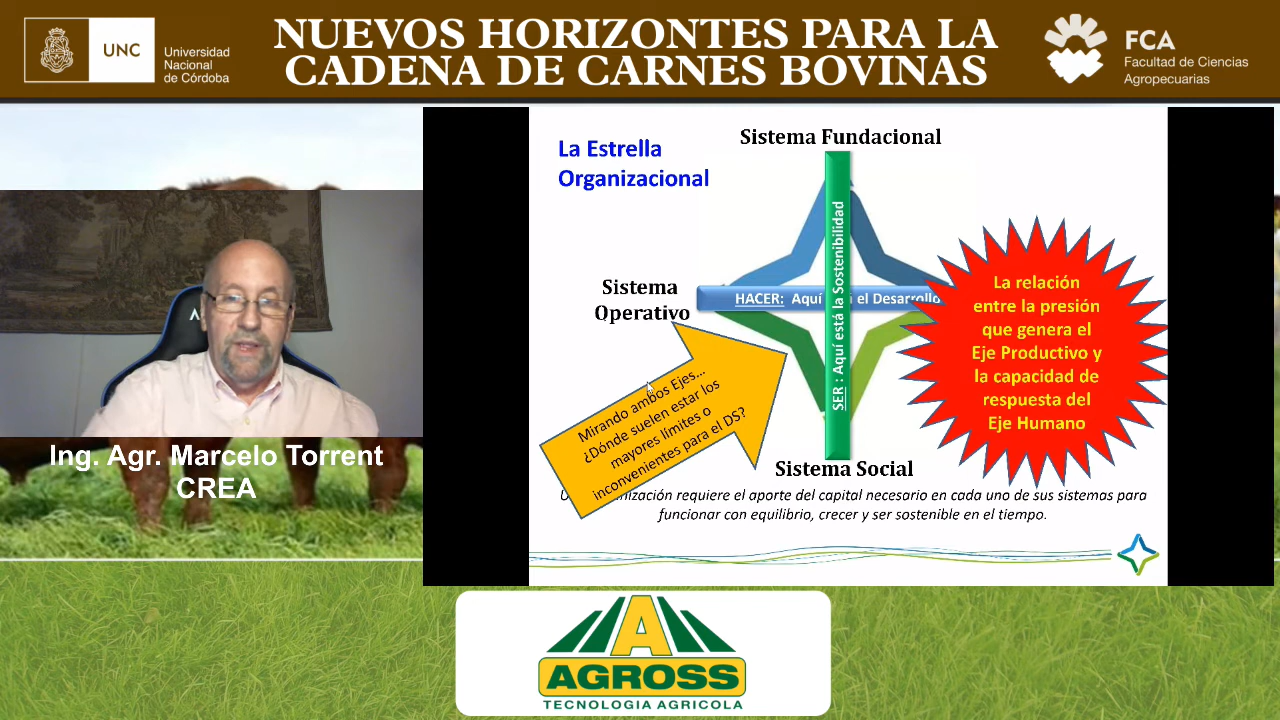 UNC
Universidad
Nacional
de Córdoba
NUEVOS HORIZONTES PARA LA
CADENA DE CARNES BOVINAS
FCA
Facultad de Ciencias
Agropecuarias
La Estrella
Organizacional
Sistema Fundacional
Sistema
Operativo
HACER: Aquí el Desarrollo
SER : Aquí está la Sostenibilidad
La relación
entre la presión
que genera el
Eje Productivo y
la capacidad de
respuesta del
Eje Humano
Mirando ambos Ejes...
¿Dónde suelen estar los
mayores límites o
inconvenientes para el DS?
Sistema Social
requiere el aporte del capital necesario en cada uno de sus sistemas para
funcionar con equilibrio, crecer y ser sostenible en el tiempo.
Ing. Agr. Marcelo Torrent
CREA
A
AGROSS
TECNOLOGIA AGRICOLA